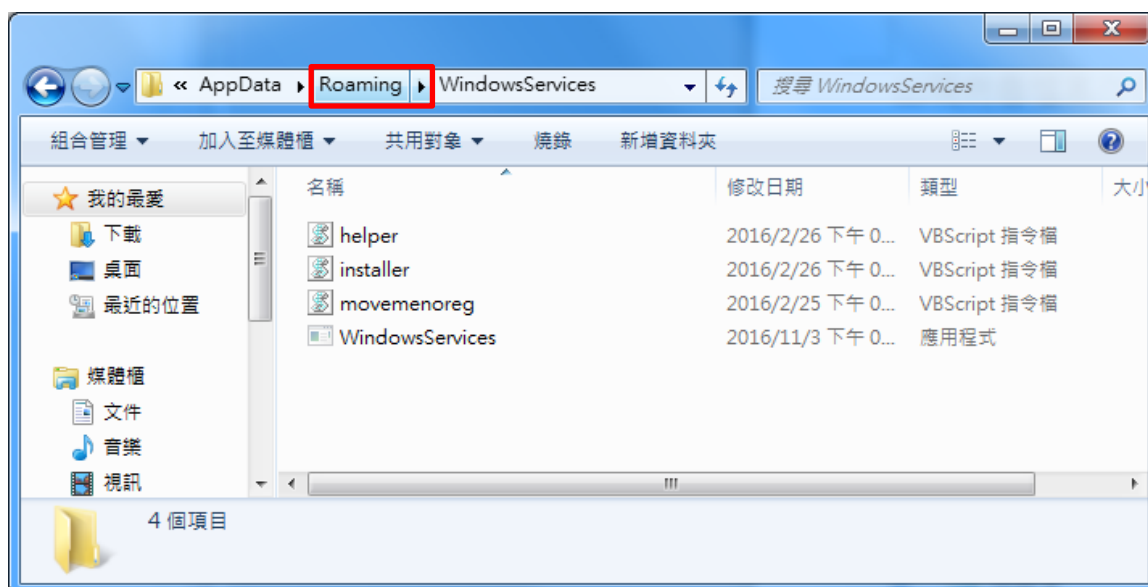 « AppData ▸ Roaming ▸ WindowsServices
搜尋 WindowsServices
組合管理 加入至媒體櫃 共用對象 燒錄 新增資料夾
我的最愛
下載
桌面
最近的位置
媒體櫃
文件
音樂
視訊
名稱 修改日期 類型 大小
helper 2016/2/26 下午 0... VBScript 指令檔
installer 2016/2/26 下午 0... VBScript 指令檔
movemenoreg 2016/2/25 下午 0... VBScript 指令檔
WindowsServices 2016/11/3 下午 0... 應用程式
4 個項目